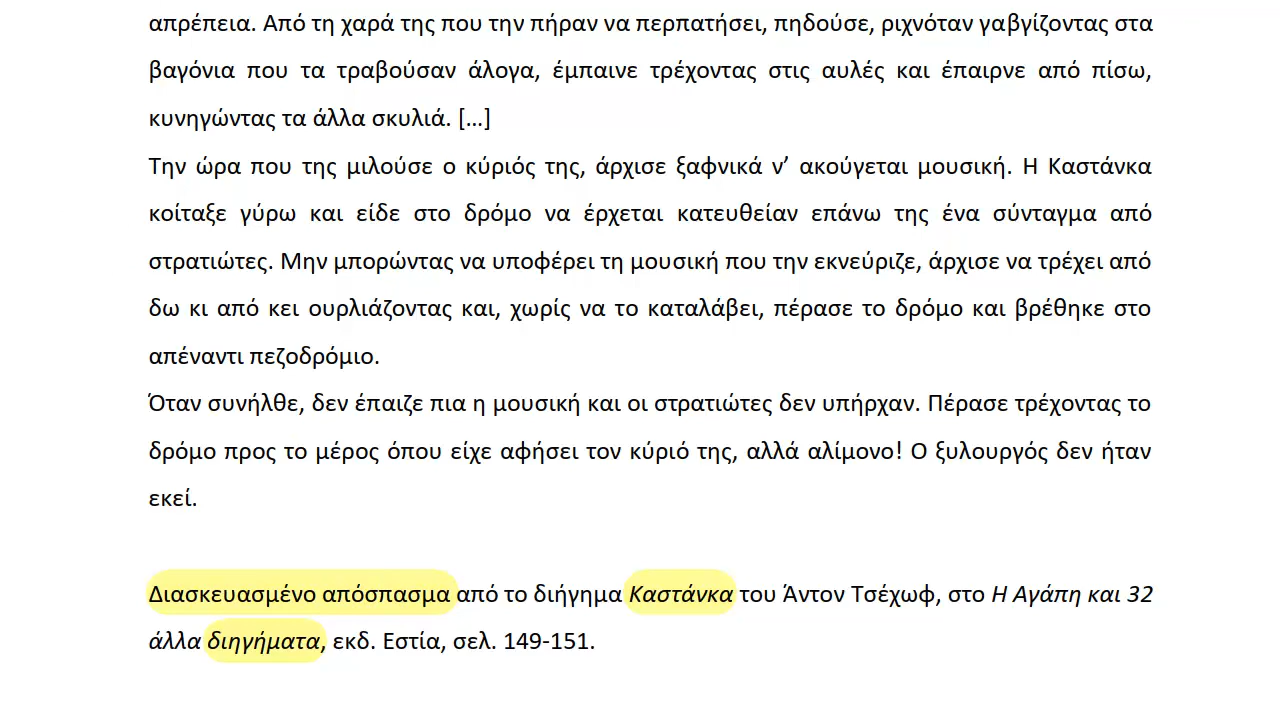 απρέπεια. Από τη χαρά της που την πήραν να περπατήσει, πηδούσε, ριχνόταν γαβγίζοντας στα
βαγόνια που τα τραβούσαν άλογα, έμπαινε τρέχοντας στις αυλές και έπαιρνε από πίσω,
κυνηγώντας τα άλλα σκυλιά. […]
Την ώρα που της μιλούσε ο κύριός της, άρχισε ξαφνικά ν’ ακούγεται μουσική. Η Καστάνκα
κοίταξε γύρω και είδε στο δρόμο να έρχεται κατευθείαν επάνω της ένα σύνταγμα από
στρατιώτες. Μην μπορώντας να υποφέρει τη μουσική που την εκνεύριζε, άρχισε να τρέχει από
δω κι από κει ουρλιάζοντας και, χωρίς να το καταλάβει, πέρασε το δρόμο και βρέθηκε στο
απέναντι πεζοδρόμιο.
Όταν συνήλθε, δεν έπαιζε πια η μουσική και οι στρατιώτες δεν υπήρχαν. Πέρασε τρέχοντας το
δρόμο προς το μέρος όπου είχε αφήσει τον κύριό της, αλλά αλίμονο! Ο ξυλουργός δεν ήταν
εκεί.
Διασκευασμένο απόσπασμα από το διήγημα Καστάνκα του Άντον Τσέχωφ, στο Η Αγάπη και 32
άλλα διηγήματα, εκδ. Εστία, σελ. 149-151.